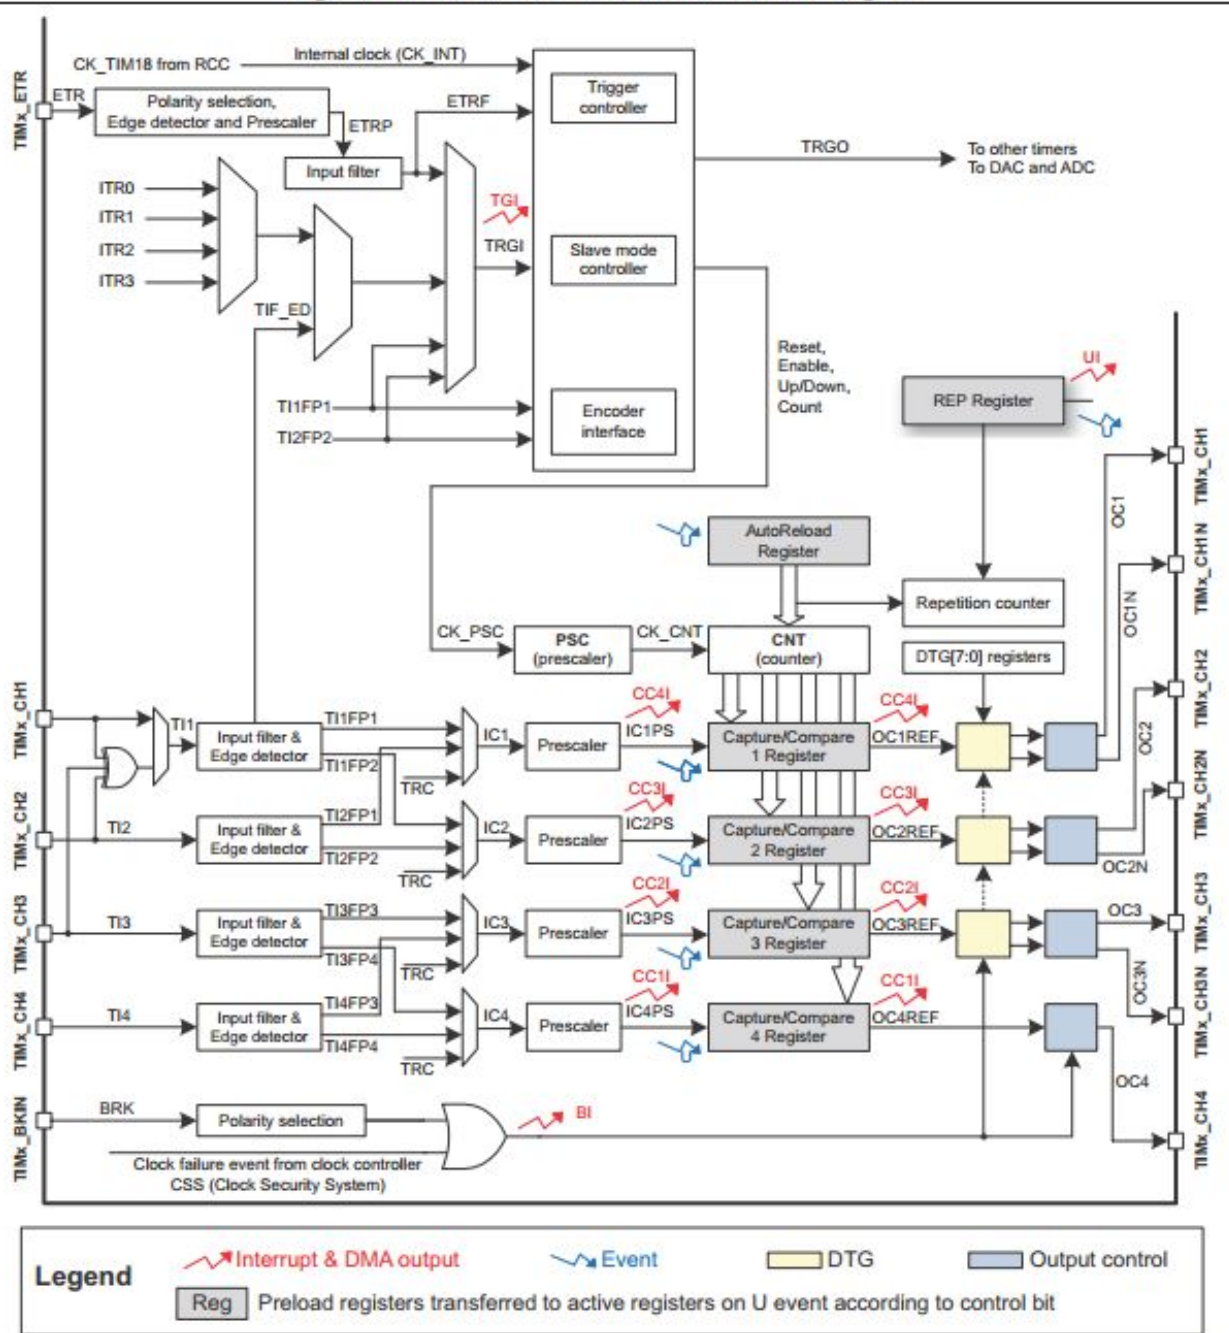 CK_TIM18 from RCC
Internal clock (CK_INT)
TIMx_ETR
ETR
Polarity selection,
Edge detector and Prescaler
ETRP
Input filter
ETRF
Trigger
controller
TRGO
To other timers
To DAC and ADC
ITR0
ITR1
ITR2
ITR3
TGI
TRGI
Slave mode
controller
TIF_ED
Reset,
Enable,
Up/Down,
Count
TI1FP1
TI2FP2
Encoder
interface
UI
REP Register
AutoReload
Register
Repetition counter
CK_PSC
PSC
(prescaler)
CK_CNT
CNT
(counter)
DTG[7:0] registers
TIMx_CH1
TI1
Input filter &
Edge detector
TI1FP1
TI1FP2
TRC
IC1
Prescaler
CC4I
IC1PS
Capture/Compare
1 Register
CC4I
OC1REF
OC1
TIMx_CH1
OC1N
TIMx_CH1N
TIMx_CH2
TI2
Input filter &
Edge detector
TI2FP1
TI2FP2
TRC
IC2
Prescaler
CC3I
IC2PS
Capture/Compare
2 Register
CC3I
OC2REF
OC2
TIMx_CH2
OC2N
TIMx_CH2N
TIMx_CH3
TI3
Input filter &
Edge detector
TI3FP3
TI3FP4
TRC
IC3
Prescaler
CC2I
IC3PS
Capture/Compare
3 Register
CC2I
OC3REF
OC3
TIMx_CH3
OC3N
TIMx_CH3N
TIMx_CH4
TI4
Input filter &
Edge detector
TI4FP3
TI4FP4
TRC
IC4
Prescaler
CC1I
IC4PS
Capture/Compare
4 Register
CC1I
OC4REF
OC4
TIMx_CH4
TIMx_BKIN
BRK
Polarity selection
BI
Clock failure event from clock controller
CSS (Clock Security System)
Legend
Interrupt & DMA output
Event
DTG
Output control
Reg
Preload registers transferred to active registers on U event according to control bit